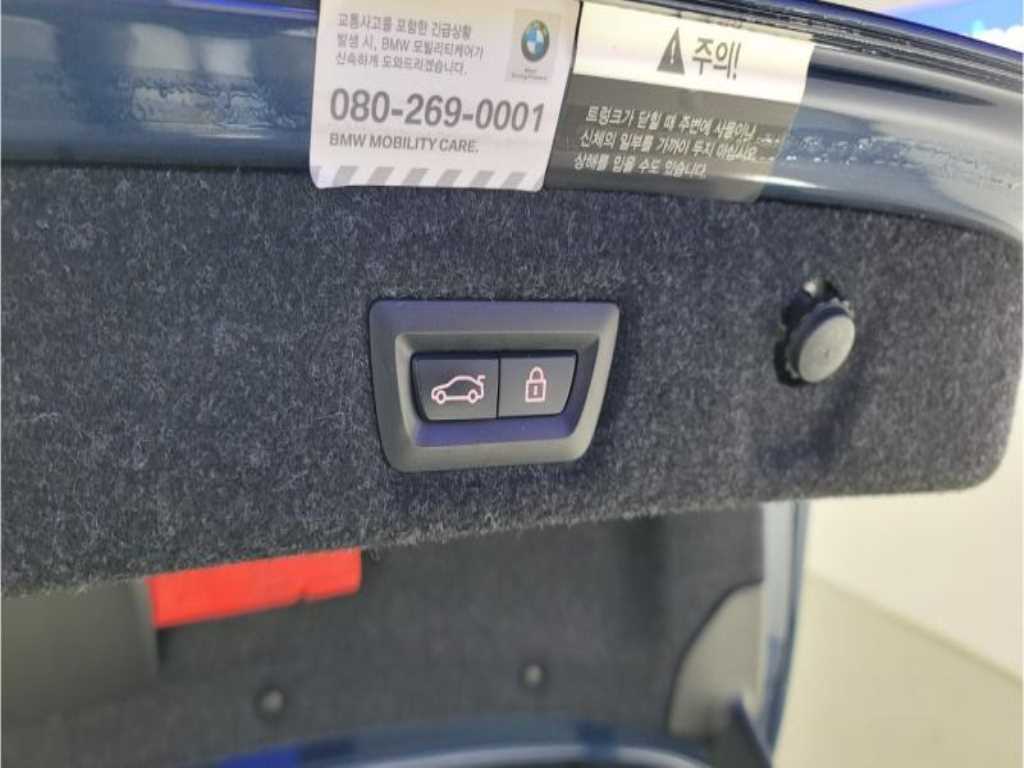 교통사고를 포함한 긴급상황
발생 시, BMW 모빌리티케어가
신속하게 도와드리겠습니다.
080-269-0001
BMW MOBILITY CARE.
주의!
트렁크가 닫힐 때 주변에 사물이나
신체의 일부를 가까이 두지 마십시오
상해를 입을 수도 있습니다.